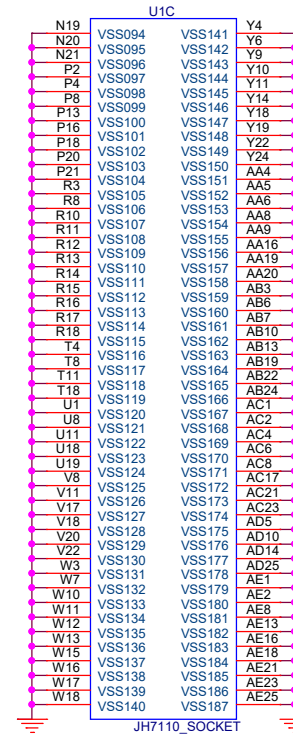 U1C
N19 VSS094 VSS141 Y4
N20 VSS095 VSS142 Y6
N21 VSS096 VSS143 Y9
P2 VSS097 VSS144 Y10
P4 VSS098 VSS145 Y11
P8 VSS099 VSS146 Y14
P13 VSS100 VSS147 Y18
P16 VSS101 VSS148 Y19
P18 VSS102 VSS149 Y22
P20 VSS103 VSS150 Y24
P21 VSS104 VSS151 AA4
R3 VSS105 VSS152 AA5
R8 VSS106 VSS153 AA6
R10 VSS107 VSS154 AA8
R11 VSS108 VSS155 AA9
R12 VSS109 VSS156 AA16
R13 VSS110 VSS157 AA19
R14 VSS111 VSS158 AA20
R15 VSS112 VSS159 AB3
R16 VSS113 VSS160 AB6
R17 VSS114 VSS161 AB7
R18 VSS115 VSS162 AB10
T4 VSS116 VSS163 AB13
T8 VSS117 VSS164 AB19
T11 VSS118 VSS165 AB22
T18 VSS119 VSS166 AB24
U1 VSS120 VSS167 AC1
U8 VSS121 VSS168 AC2
U11 VSS122 VSS169 AC4
U18 VSS123 VSS170 AC6
U19 VSS124 VSS171 AC8
V8 VSS125 VSS172 AC17
V11 VSS126 VSS173 AC21
V17 VSS127 VSS174 AC23
V18 VSS128 VSS175 AD5
V20 VSS129 VSS176 AD10
V22 VSS130 VSS177 AD14
W3 VSS131 VSS178 AD25
W7 VSS132 VSS179 AE1
W10 VSS133 VSS180 AE2
W11 VSS134 VSS181 AE8
W12 VSS135 VSS182 AE13
W13 VSS136 VSS183 AE16
W15 VSS137 VSS184 AE18
W16 VSS138 VSS185 AE21
W17 VSS139 VSS186 AE23
W18 VSS140 VSS187 AE25
JH7110_SOCKET